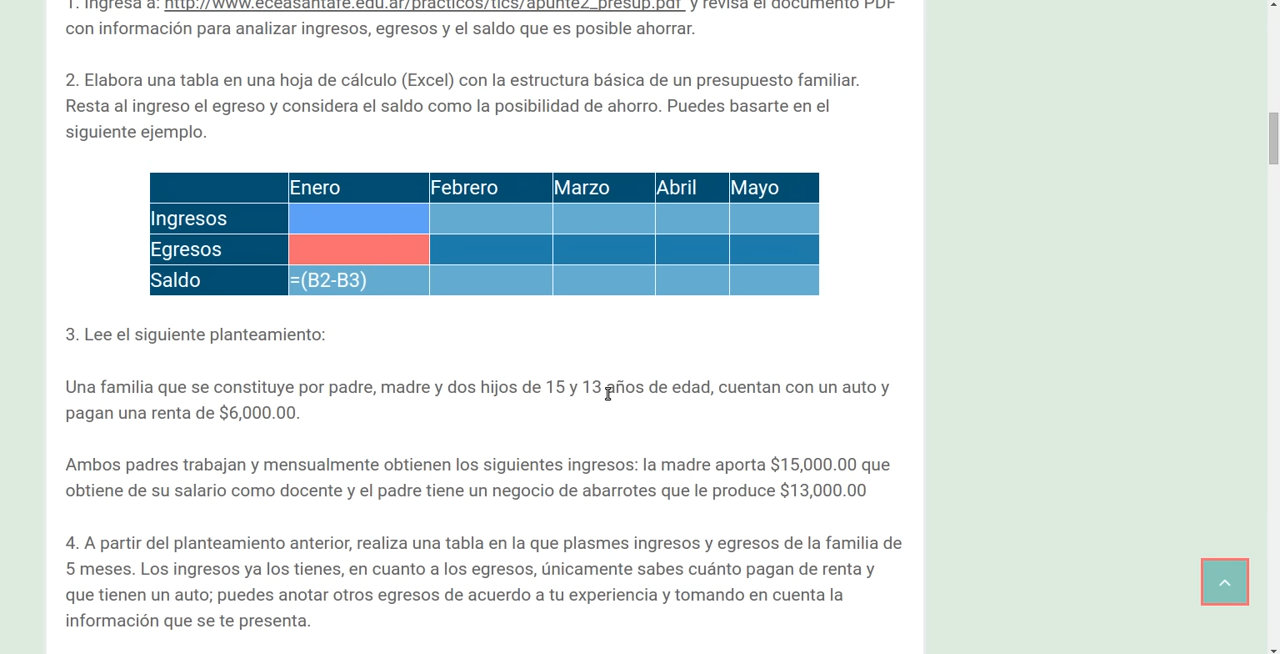 1. Ingresa a: http://www.eceasantafe.edu.ar/practicos/tics/apunte2_presup.pdf y revisa el documento PDF
con información para analizar ingresos, egresos y el saldo que es posible ahorrar.
2. Elabora una tabla en una hoja de cálculo (Excel) con la estructura básica de un presupuesto familiar.
Resta al ingreso el egreso y considera el saldo como la posibilidad de ahorro. Puedes basarte en el
siguiente ejemplo.
Enero Febrero Marzo Abril Mayo
Ingresos
Egresos
Saldo =(B2-B3)
3. Lee el siguiente planteamiento:
Una familia que se constituye por padre, madre y dos hijos de 15 y 13 años de edad, cuentan con un auto y
pagan una renta de $6,000.00.
Ambos padres trabajan y mensualmente obtienen los siguientes ingresos: la madre aporta $15,000.00 que
obtiene de su salario como docente y el padre tiene un negocio de abarrotes que le produce $13,000.00
4. A partir del planteamiento anterior, realiza una tabla en la que plasmes ingresos y egresos de la familia de
5 meses. Los ingresos ya los tienes, en cuanto a los egresos, únicamente sabes cuánto pagan de renta y
que tienen un auto; puedes anotar otros egresos de acuerdo a tu experiencia y tomando en cuenta la
información que se te presenta.